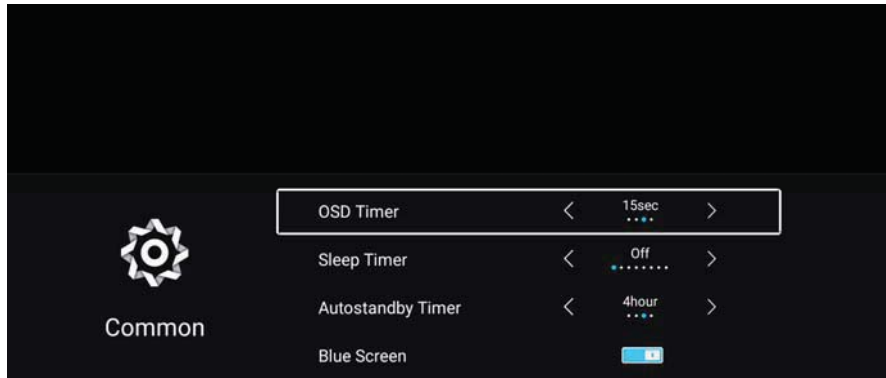 OSD Timer
15sec
Sleep Timer
Off
Autostandby Timer
4hour
Common
Blue Screen